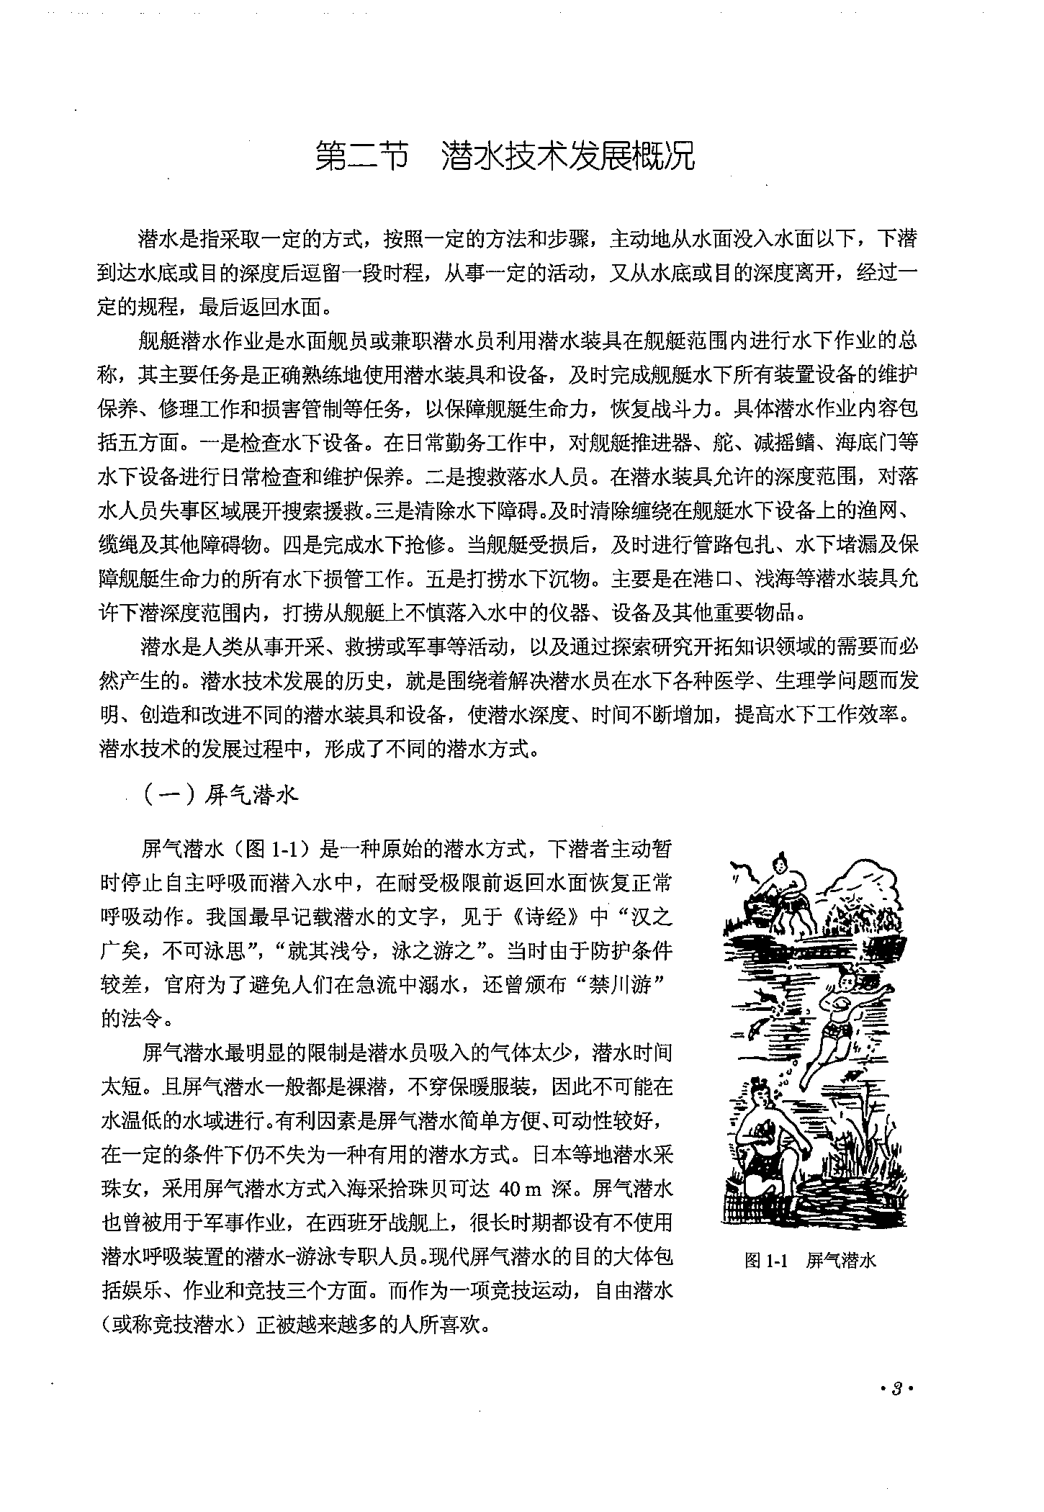 第二节 潜水技术发展概况
潜水是指采取一定的方式，按照一定的方法和步骤，主动地从水面没入水面以下，下潜
到达水底或目的深度后逗留一段时程，从事一定的活动，又从水底或目的深度离开，经过一
定的规程，最后返回水面。
舰艇潜水作业是水面舰员或兼职潜水员利用潜水装具在舰艇范围内进行水下作业的总
称，其主要任务是正确熟练地使用潜水装具和设备，及时完成舰艇水下所有装置设备的维护
保养、修理工作和损害管制等任务，以保障舰艇生命力，恢复战斗力。具体潜水作业内容包
括五方面。一是检查水下设备。在日常勤务工作中，对舰艇推进器、舵、减摇鳍、海底门等
水下设备进行日常检查和维护保养。二是搜救落水人员。在潜水装具允许的深度范围，对落
水人员失事区域展开搜索援救。三是清除水下障碍。及时清除缠绕在舰艇水下设备上的渔网、
缆绳及其他障碍物。四是完成水下抢修。当舰艇受损后，及时进行管路包扎、水下堵漏及保
障舰艇生命力的所有水下损管工作。五是打捞水下沉物。主要是在港口、浅海等潜水装具允
许下潜深度范围内，打捞从舰艇上不慎落入水中的仪器、设备及其他重要物品。
潜水是人类从事开采、救捞或军事等活动，以及通过探索研究开拓知识领域的需要而必
然产生的。潜水技术发展的历史，就是围绕着解决潜水员在水下各种医学、生理学问题而发
明、创造和改进不同的潜水装具和设备，使潜水深度、时间不断增加，提高水下工作效率。
潜水技术的发展过程中，形成了不同的潜水方式。
（一）屏气潜水
屏气潜水（图 1-1）是一种原始的潜水方式，下潜者主动暂
时停止自主呼吸而潜入水中，在耐受极限前返回水面恢复正常
呼吸动作。我国最早记载潜水的文字，见于《诗经》中“汉之
广矣，不可泳思”，“就其浅兮，泳之游之”。当时由于防护条件
较差，官府为了避免人们在急流中溺水，还曾颁布“禁川游”
的法令。
屏气潜水最明显的限制是潜水员吸入的气体太少，潜水时间
太短。且屏气潜水一般都是裸潜，不穿保暖服装，因此不可能在
水温低的水域进行。有利因素是屏气潜水简单方便、可动性较好，
在一定的条件下仍不失为一种有用的潜水方式。日本等地潜水采
珠女，采用屏气潜水方式入海采拾珠贝可达 40 m 深。屏气潜水
也曾被用于军事作业，在西班牙战舰上，很长时期都设有不使用
潜水呼吸装置的潜水-游泳专职人员。现代屏气潜水的目的大体包
括娱乐、作业和竞技三个方面。而作为一项竞技运动，自由潜水
（或称竞技潜水）正被越来越多的人所喜欢。
图 1-1 屏气潜水
·3·